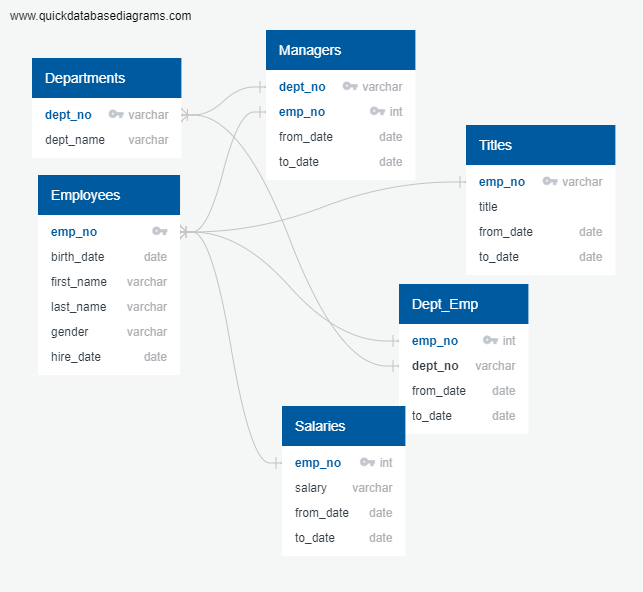 www.quickdatabasediagrams.com
Departments
dept_no varchar
dept_name varchar
Managers
dept_no varchar
emp_no int
from_date date
to_date date
Titles
emp_no varchar
title
from_date date
to_date date
Employees
emp_no
birth_date date
first_name varchar
last_name varchar
gender varchar
hire_date date
Dept_Emp
emp_no int
dept_no varchar
from_date date
to_date date
Salaries
emp_no int
salary varchar
from_date date
to_date date